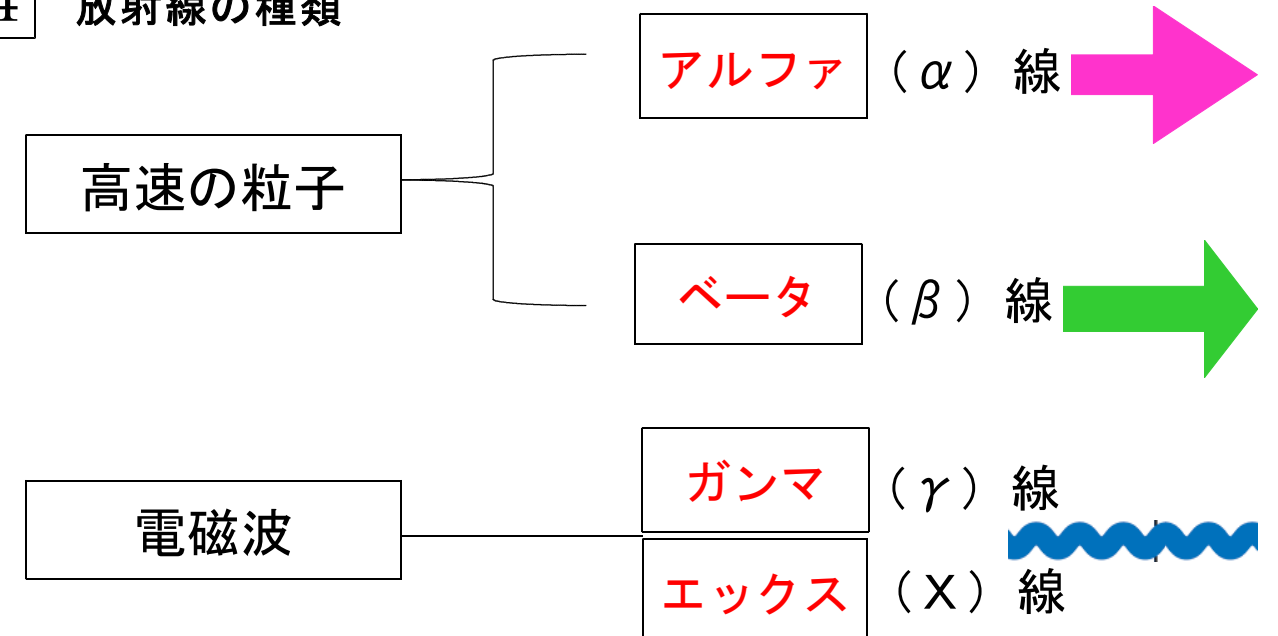 放射線の種類
アルファ（α）線
高速の粒子
ベータ（β）線
ガンマ（γ）線
電磁波
エックス（X）線